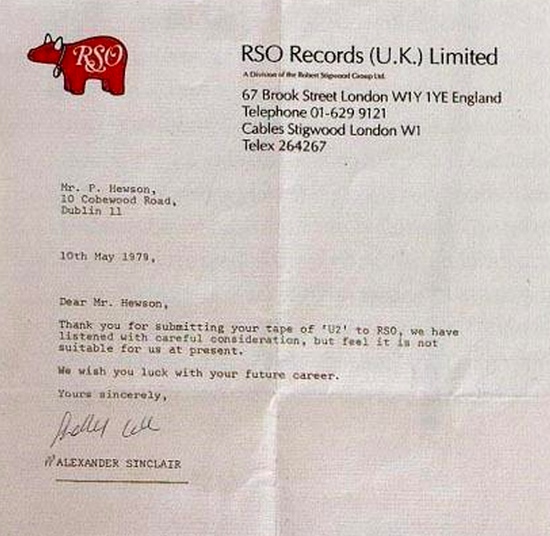 RSO
RSO Records (U.K.) Limited
A Division of the Robert Stigwood Group Ltd.
67 Brook Street London W1Y 1YE England
Telephone 01-629 9121
Cables Stigwood London W1
Telex 264267
Mr. P. Hewson,
10 Cobewood Road,
Dublin 11
10th May 1979,
Dear Mr. Hewson,
Thank you for submitting your tape of 'U2' to RSO, we have
listened with careful consideration, but feel it is not
suitable for us at present.
We wish you luck with your future career.
Yours sincerely,
ALEXANDER SINCLAIR